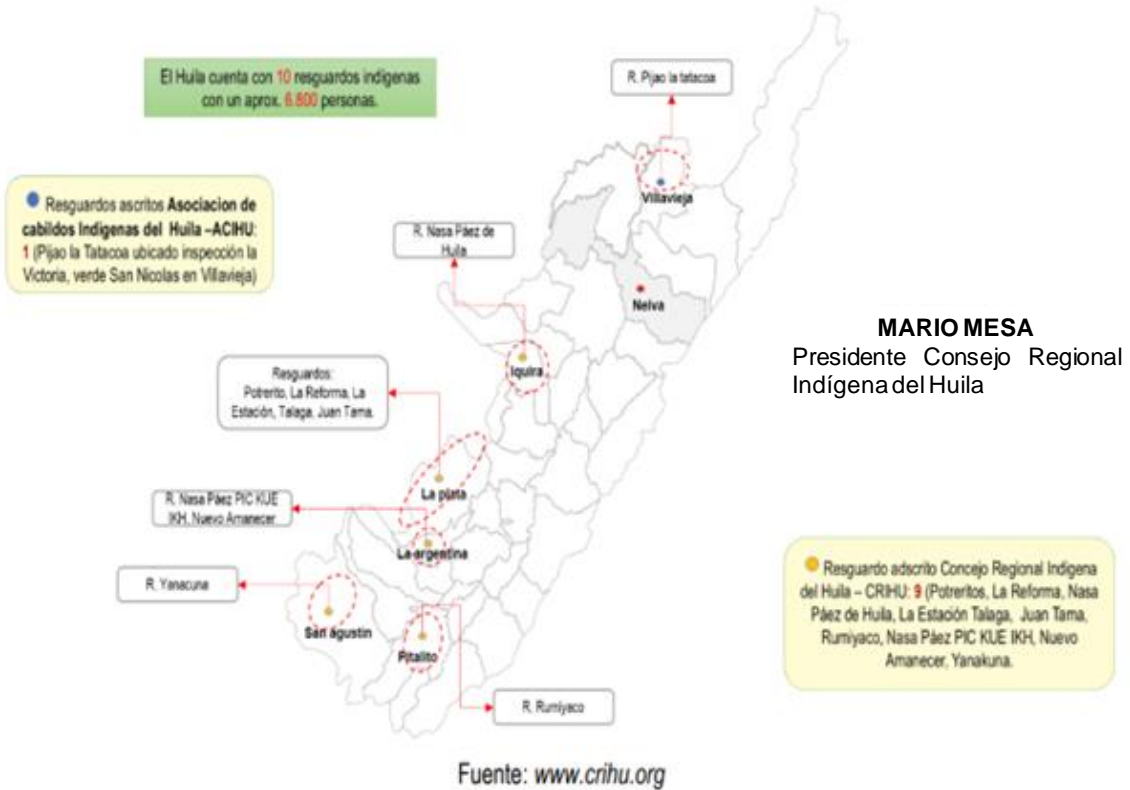 El Huila cuenta con 10 resguardos indígenas
con un aprox. 6.800 personas.
R. Pijao la tatacoa
Resguardos ascritos Asociacion de
cabildos Indigenas del Huila –ACIHU:
1 (Pijao la Tatacoa ubicado inspección la
Victoria, verde San Nicolas en Villavieja)
Villavieja
R. Nasa Páez de
Huila
Neiva
MARIO MESA
Presidente Consejo Regional
Indígena del Huila
Iquira
Resguardos:
Potrerito, La Reforma, La
Estación, Talaga, Juan Tama.
La plata
R. Nasa Páez PIC KUE
IKH, Nuevo Amanecer
La argentina
R. Yanacuna
San agustin
Pitalito
Resguardo adscrito Concejo Regional Indigena
del Huila – CRIHU: 9 (Potreritos, La Reforma, Nasa
Páez de Huila, La Estación Talaga, Juan Tama,
Rumiyaco, Nasa Páez PIC KUE IKH, Nuevo
Amanecer, Yanakuna.
R. Rumiyaco
Fuente: www.crihu.org